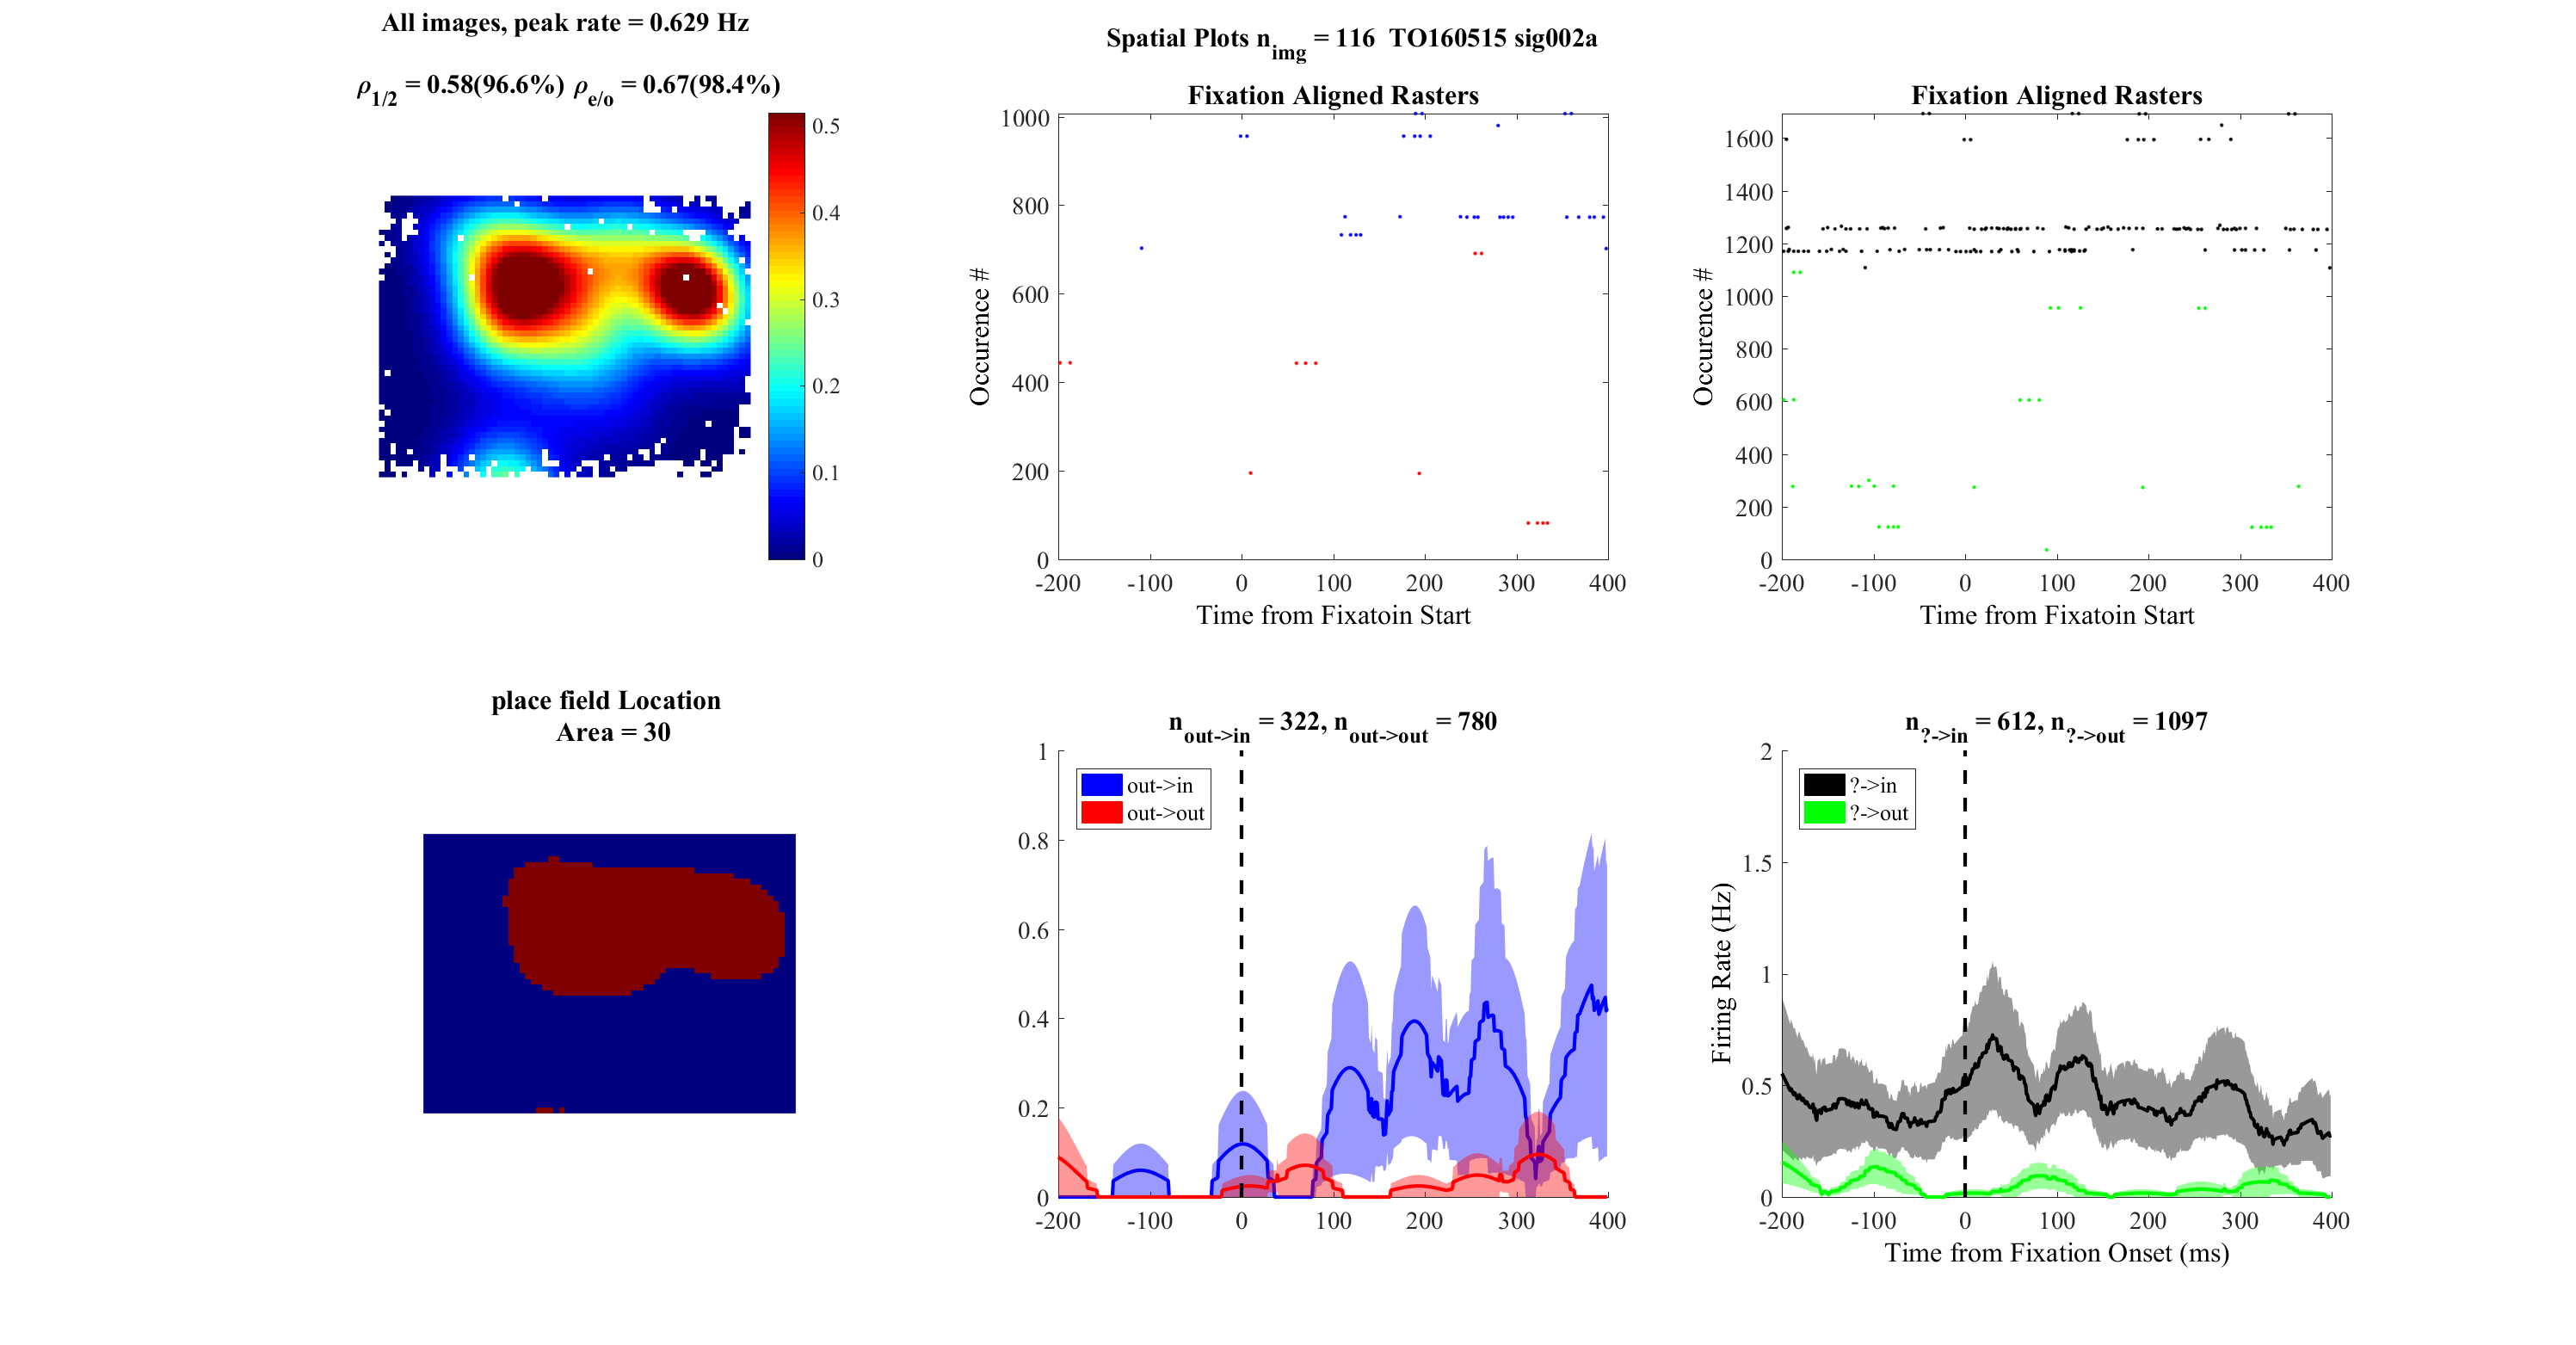 All images, peak rate = 0.629 Hz
ρ1/2 = 0.58(96.6%) ρe/o = 0.67(98.4%)
0.5
0.4
0.3
0.2
0.1
0
Spatial Plots nimg = 116 TO160515 sig002a
Fixation Aligned Rasters
1000
800
600
400
200
0
Occurence #
-200 -100 0 100 200 300 400
Time from Fixatoin Start
Fixation Aligned Rasters
1600
1400
1200
1000
800
600
400
200
0
Occurence #
-200 -100 0 100 200 300 400
Time from Fixatoin Start
place field Location
Area = 30
nout->in = 322, nout->out = 780
1
0.8
0.6
0.4
0.2
0
out->in
out->out
-200 -100 0 100 200 300 400
n?->in = 612, n?->out = 1097
2
1.5
1
0.5
0
Firing Rate (Hz)
?->in
?->out
-200 -100 0 100 200 300 400
Time from Fixation Onset (ms)